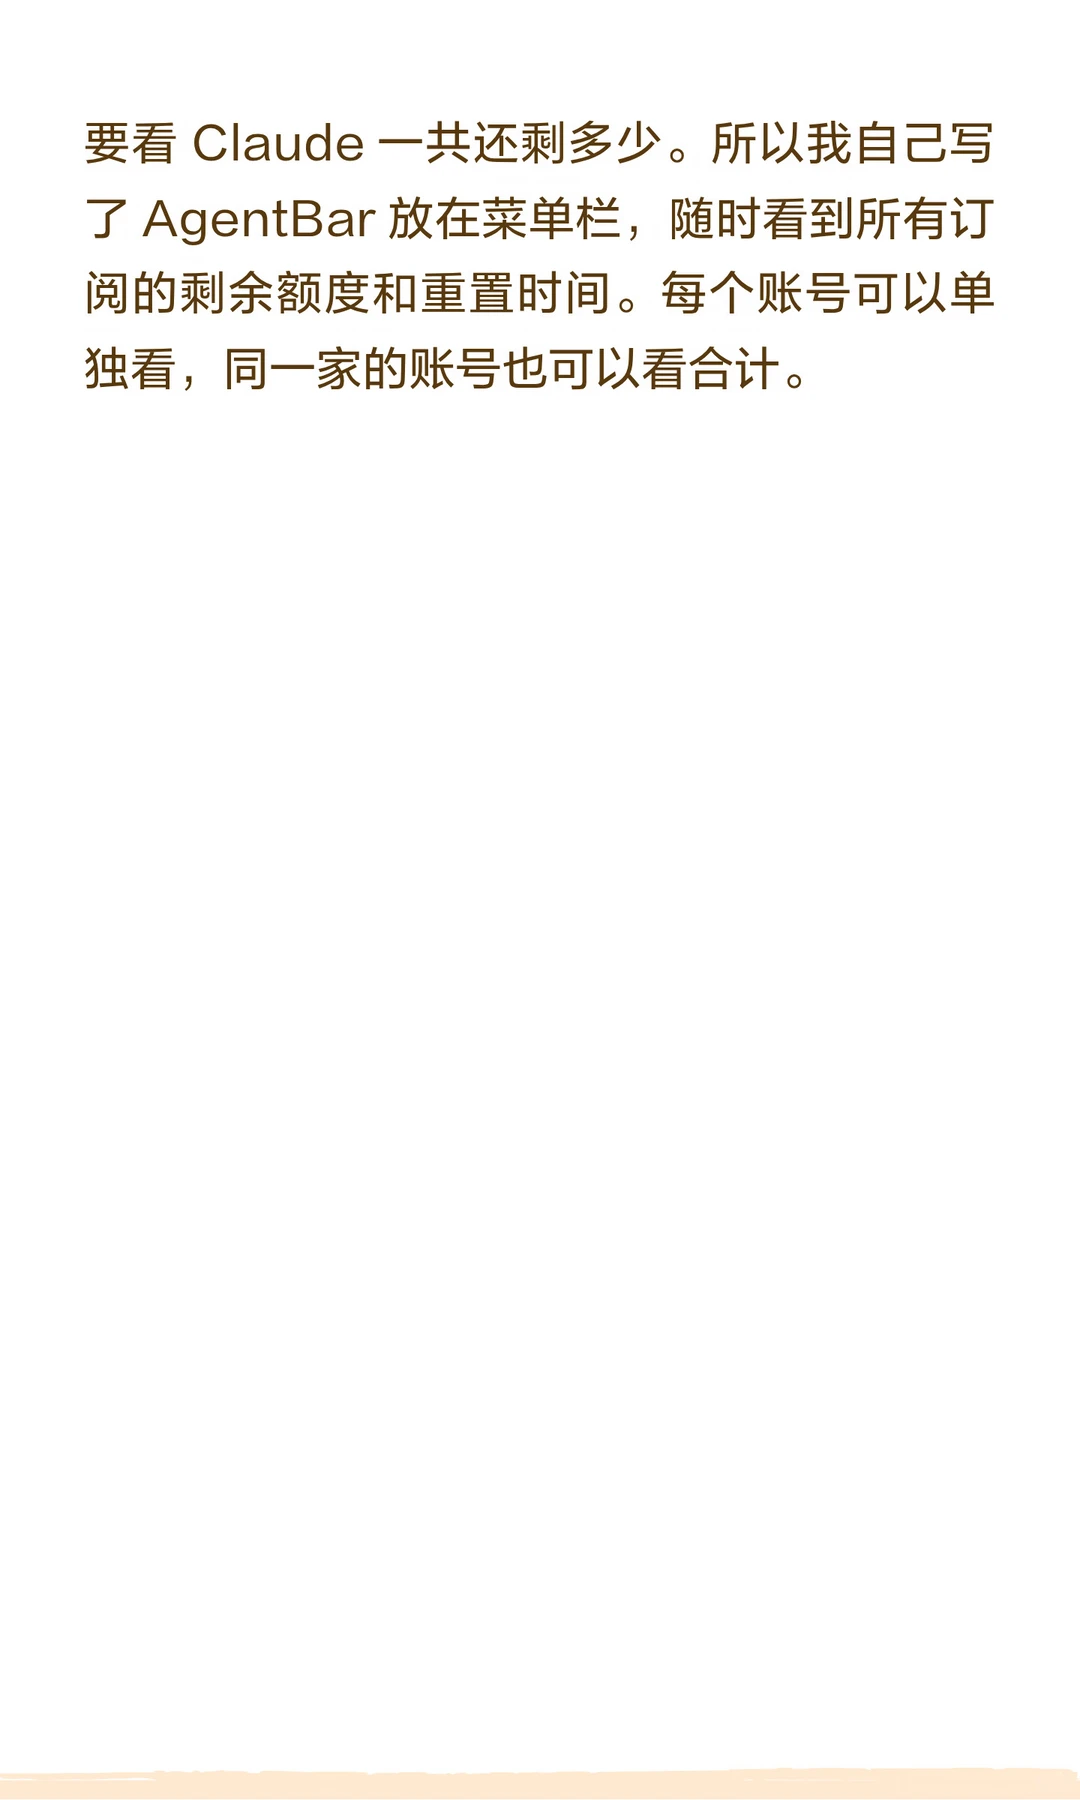 要看 Claude 一共还剩多少。所以我自己写
了 AgentBar 放在菜单栏，随时看到所有订
阅的剩余额度和重置时间。每个账号可以单
独看，同一家的账号也可以看合计。